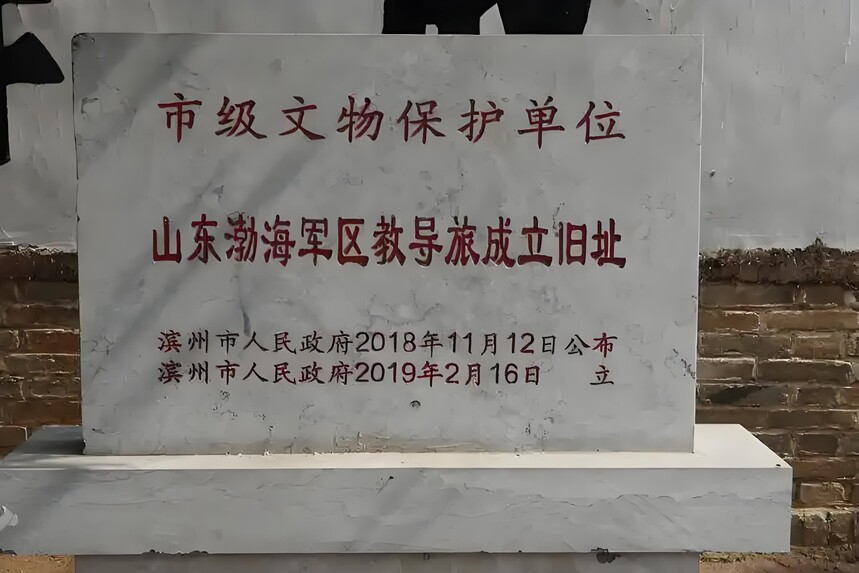 市级文物保护单位
山东渤海军区教导旅成立旧址
滨州市人民政府2018年11月12日公布
滨州市人民政府2019年2月16日 立